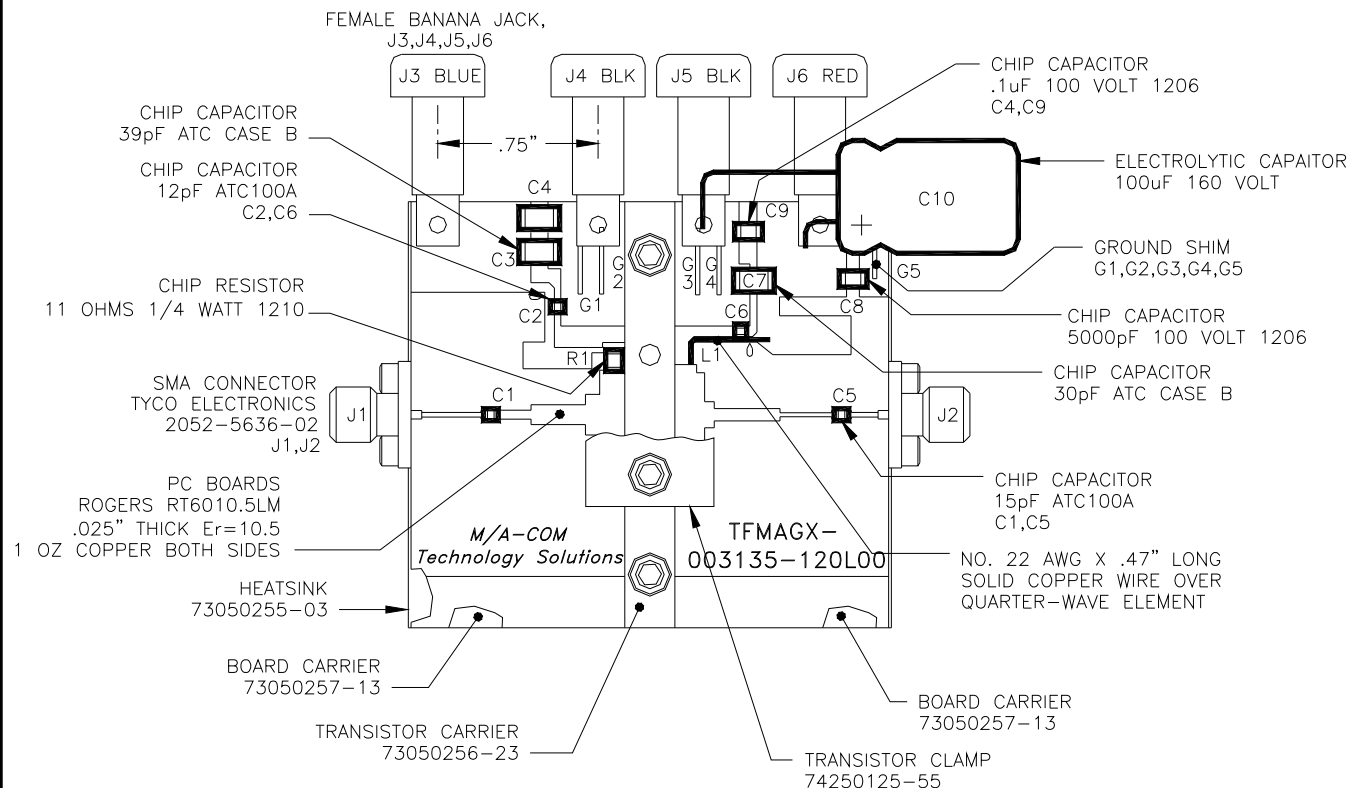 FEMALE BANANA JACK,
J3,J4,J5,J6
J3 BLUE
J4 BLK
J5 BLK
J6 RED
CHIP CAPACITOR
.1uF 100 VOLT 1206
C4,C9
CHIP CAPACITOR
39pF ATC CASE B
.75"
CHIP CAPACITOR
12pF ATC100A
C2,C6
ELECTROLYTIC CAPAITOR
100uF 160 VOLT
C4
C9
C10
+
C3
G1
G2
G3
G4
C7
G5
GROUND SHIM
G1,G2,G3,G4,G5
CHIP RESISTOR
11 OHMS 1/4 WATT 1210
C2
C6
C8
CHIP CAPACITOR
5000pF 100 VOLT 1206
R1
L1
CHIP CAPACITOR
30pF ATC CASE B
SMA CONNECTOR
TYCO ELECTRONICS
2052-5636-02
J1,J2
J1
C1
C5
J2
PC BOARDS
ROGERS RT6010.5LM
.025" THICK Er=10.5
1 OZ COPPER BOTH SIDES
CHIP CAPACITOR
15pF ATC100A
C1,C5
M/A-COM
Technology Solutions
TFMAGX-
003135-120L00
NO. 22 AWG X .47" LONG
SOLID COPPER WIRE OVER
QUARTER-WAVE ELEMENT
HEATSINK
73050255-03
BOARD CARRIER
73050257-13
BOARD CARRIER
73050257-13
TRANSISTOR CARRIER
73050256-23
TRANSISTOR CLAMP
74250125-55